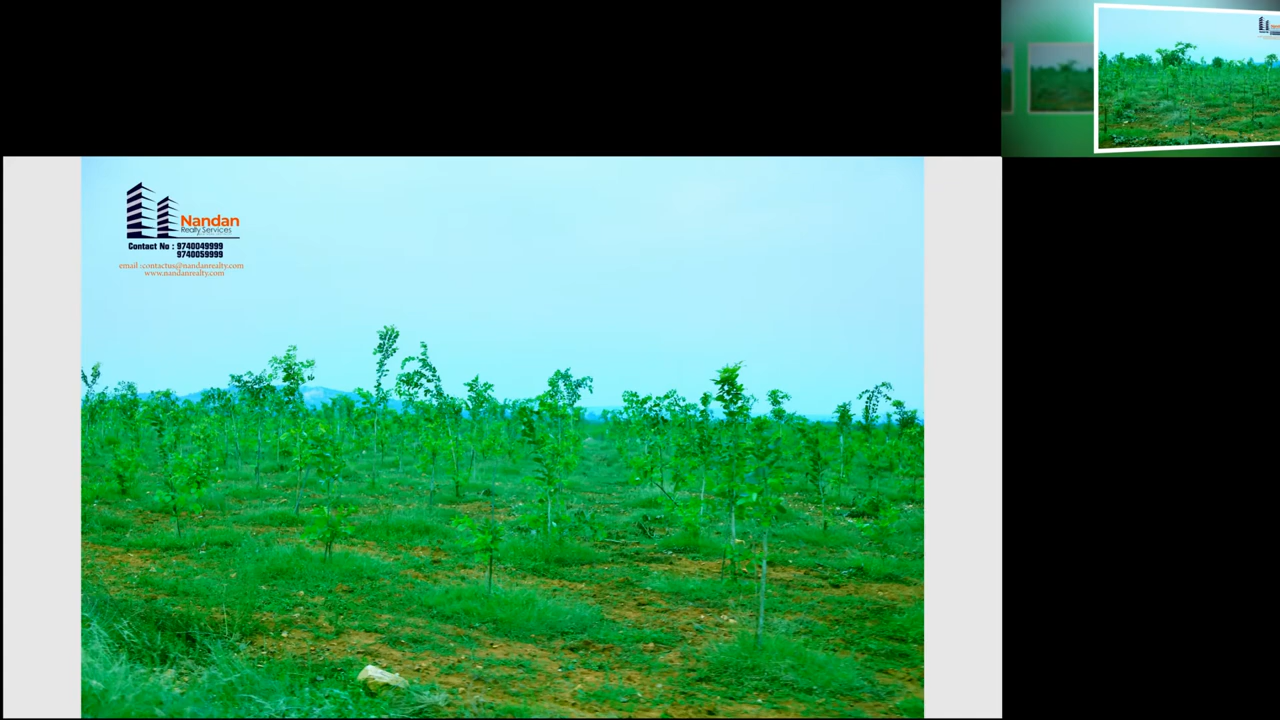 Nandan
Realty Services
Contact No : 9740049999
9740059999
email :contactus@nandanrealty.com
www.nandanrealty.com